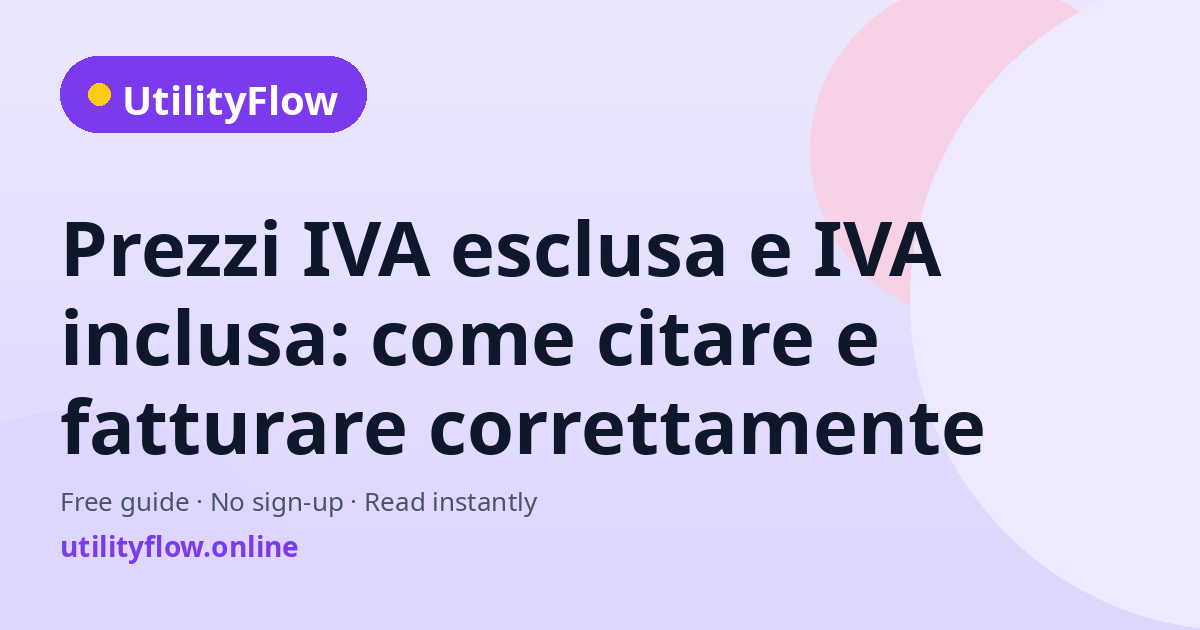 UtilityFlow
Prezzi IVA esclusa e IVA
inclusa: come citare e
fatturare correttamente
Free guide · No sign-up · Read instantly
utilityflow.online